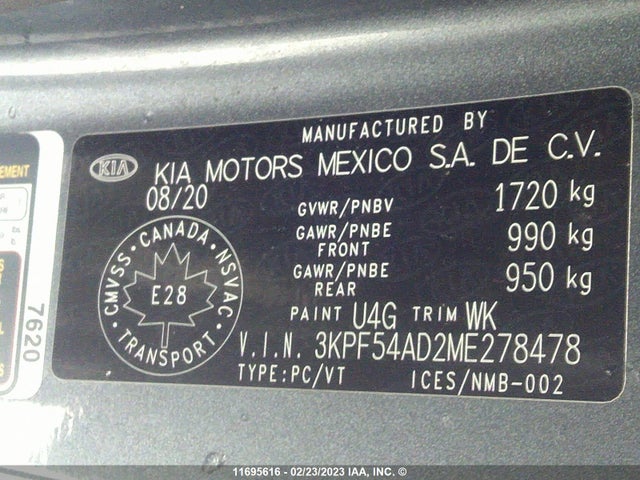 MANUFACTURED BY
KIA KIA MOTORS MEXICO S.A. DE C.V.
08/20
GVWR/PNBV 1720 kg
GAWR/PNBE FRONT 990 kg
GAWR/PNBE REAR 950 kg
CMVSS • CANADA • NSVAC • TRANSPORT •
E28
PAINT U4G TRIM WK
V.I.N. 3KPF54AD2ME278478
TYPE:PC/VT ICES/NMB-002
7620
11695616 - 02/23/2023 IAA, INC. ©